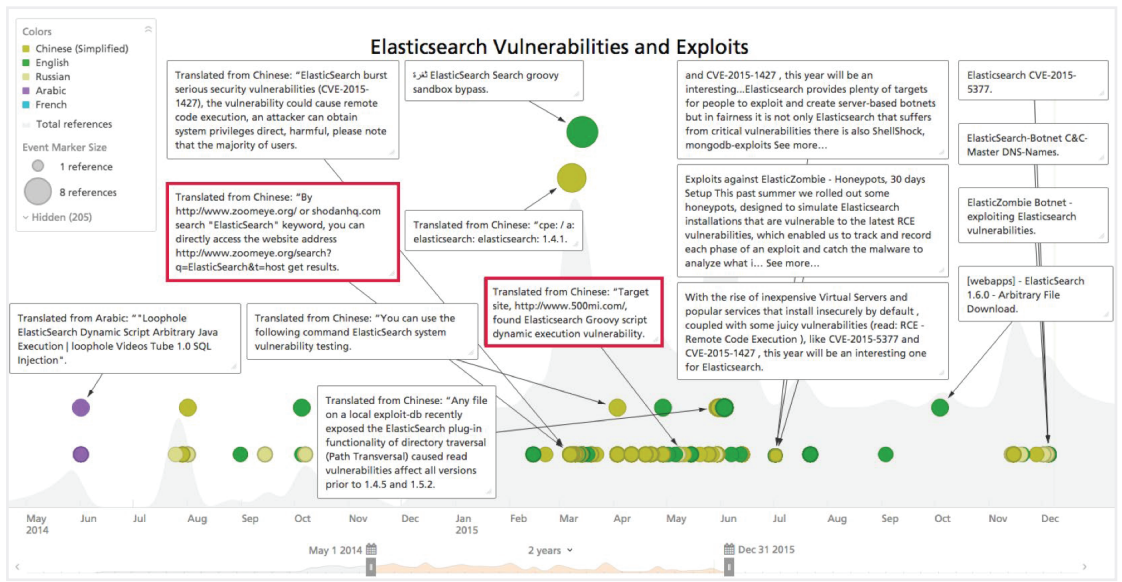 Elasticsearch Vulnerabilities and Exploits
Colors
Chinese (Simplified)
English
Russian
Arabic
French
Total references
Event Marker Size
1 reference
8 references
Hidden (205)
Translated from Chinese: “ElasticSearch burst
serious security vulnerabilities (CVE-2015-
1427), the vulnerability could cause remote
code execution, an attacker can obtain
system privileges direct, harmful, please note
that the majority of users.
ثغرة ElasticSearch Search groovy
sandbox bypass.
and CVE-2015-1427 , this year will be an
interesting...Elasticsearch provides plenty of targets
for people to exploit and create server-based botnets
but in fairness it is not only Elasticsearch that suffers
from critical vulnerabilities there is also ShellShock,
mongodb-exploits See more...
Elasticsearch CVE-2015-
5377.
ElasticSearch-Botnet C&C-
Master DNS-Names.
Translated from Chinese: “By
http://www.zoomeye.org/ or shodanhq.com
search "ElasticSearch" keyword, you can
directly access the website address
http://www.zoomeye.org/search?
q=ElasticSearch&t=host get results.
Translated from Chinese: “cpe: / a:
elasticsearch: elasticsearch: 1.4.1.
Exploits against ElasticZombie - Honeypots, 30 days
Setup This past summer we rolled out some
honeypots, designed to simulate Elasticsearch
installations that are vulnerable to the latest RCE
vulnerabilities, which enabled us to track and record
each phase of an exploit and catch the malware to
analyze what i... See more...
ElasticZombie Botnet -
exploiting Elasticsearch
vulnerabilities.
[webapps] - ElasticSearch
1.6.0 - Arbitrary File
Download.
Translated from Arabic: ""Loophole
ElasticSearch Dynamic Script Arbitrary Java
Execution | loophole Videos Tube 1.0 SQL
Injection".
Translated from Chinese: “You can use the
following command ElasticSearch system
vulnerability testing.
Translated from Chinese: “Target
site, http://www.500mi.com/,
found Elasticsearch Groovy script
dynamic execution vulnerability.
With the rise of inexpensive Virtual Servers and
popular services that install insecurely by default ,
coupled with some juicy vulnerabilities (read: RCE -
Remote Code Execution ), like CVE-2015-5377 and
CVE-2015-1427 , this year will be an interesting one
for Elasticsearch.
Translated from Chinese: “Any file
on a local exploit-db recently
exposed the ElasticSearch plug-in
functionality of directory traversal
(Path Transversal) caused read
vulnerabilities affect all versions
prior to 1.4.5 and 1.5.2.
May Jun Jul Aug Sep Oct Nov Dec Jan Feb Mar Apr May Jun Jul Aug Sep Oct Nov Dec
2014 2015
May 1 2014 2 years Dec 31 2015